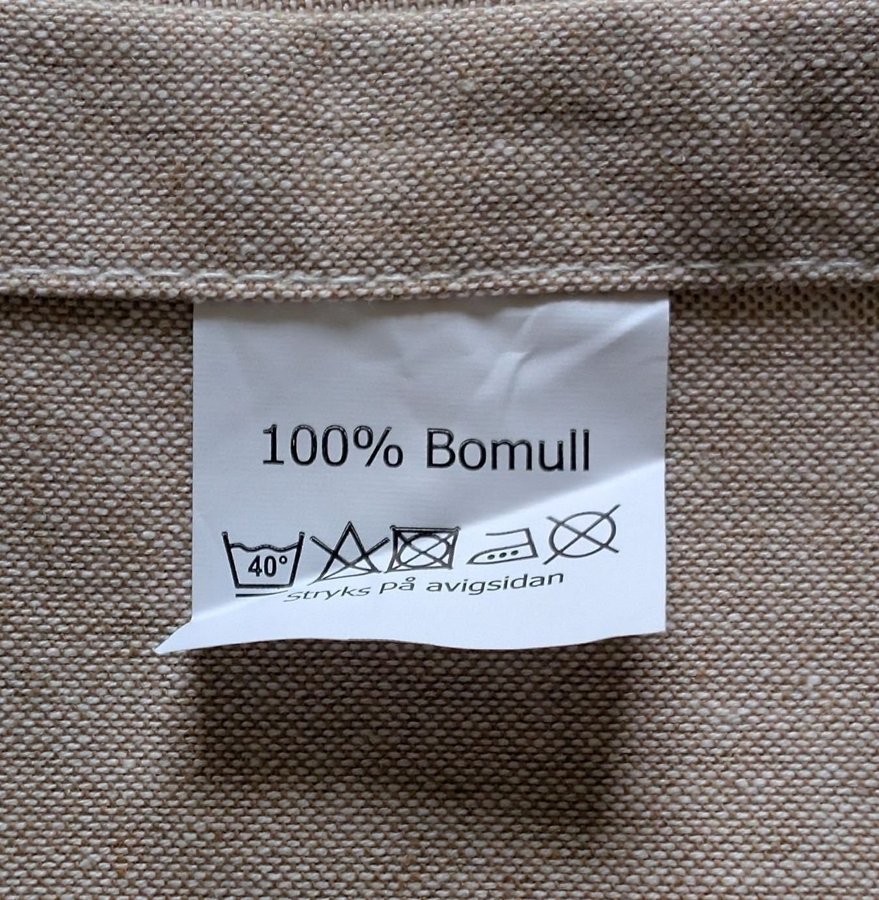 100% Bomull
40°
Stryks På avigsidan